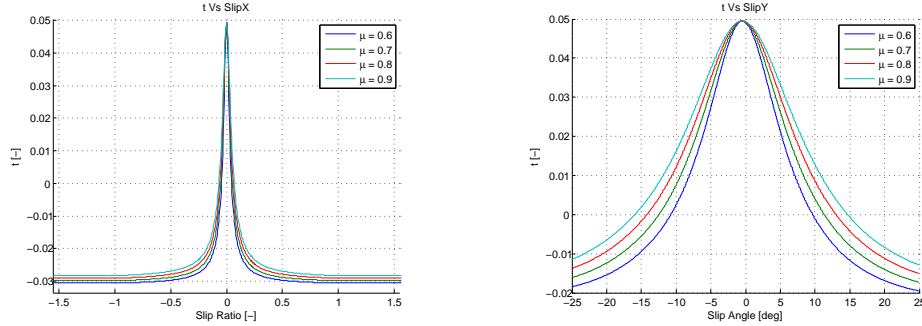 t Vs SlipX
0.05
0.04
0.03
0.02
0.01
0
−0.01
−0.02
−0.03
t [−]
−1.5 −1 −0.5 0 0.5 1 1.5
Slip Ratio [−]
μ = 0.6
μ = 0.7
μ = 0.8
μ = 0.9
t Vs SlipY
0.05
0.04
0.03
0.02
0.01
0
−0.01
−0.02
t [−]
−25 −20 −15 −10 −5 0 5 10 15 20 25
Slip Angle [deg]
μ = 0.6
μ = 0.7
μ = 0.8
μ = 0.9